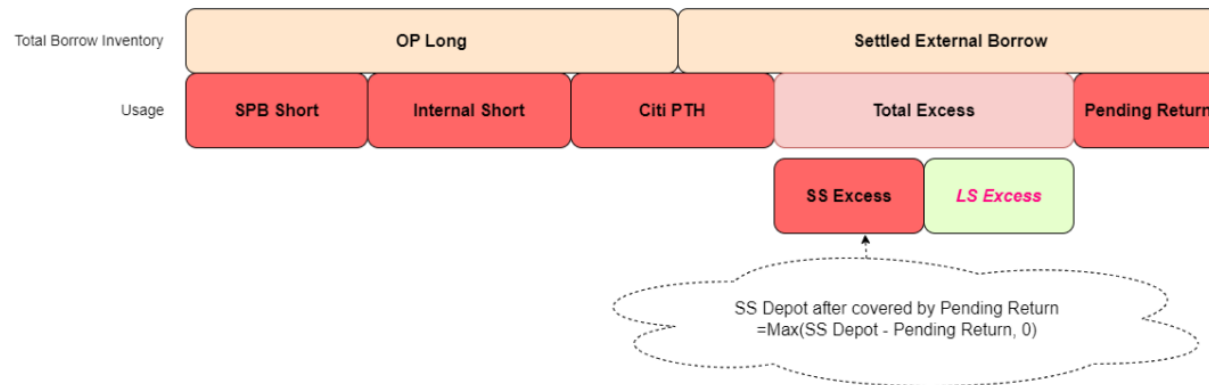 Total Borrow Inventory
OP Long
Settled External Borrow
Usage
SPB Short
Internal Short
Citi PTH
Total Excess
Pending Return
SS Excess
LS Excess
SS Depot after covered by Pending Return
=Max(SS Depot - Pending Return, 0)